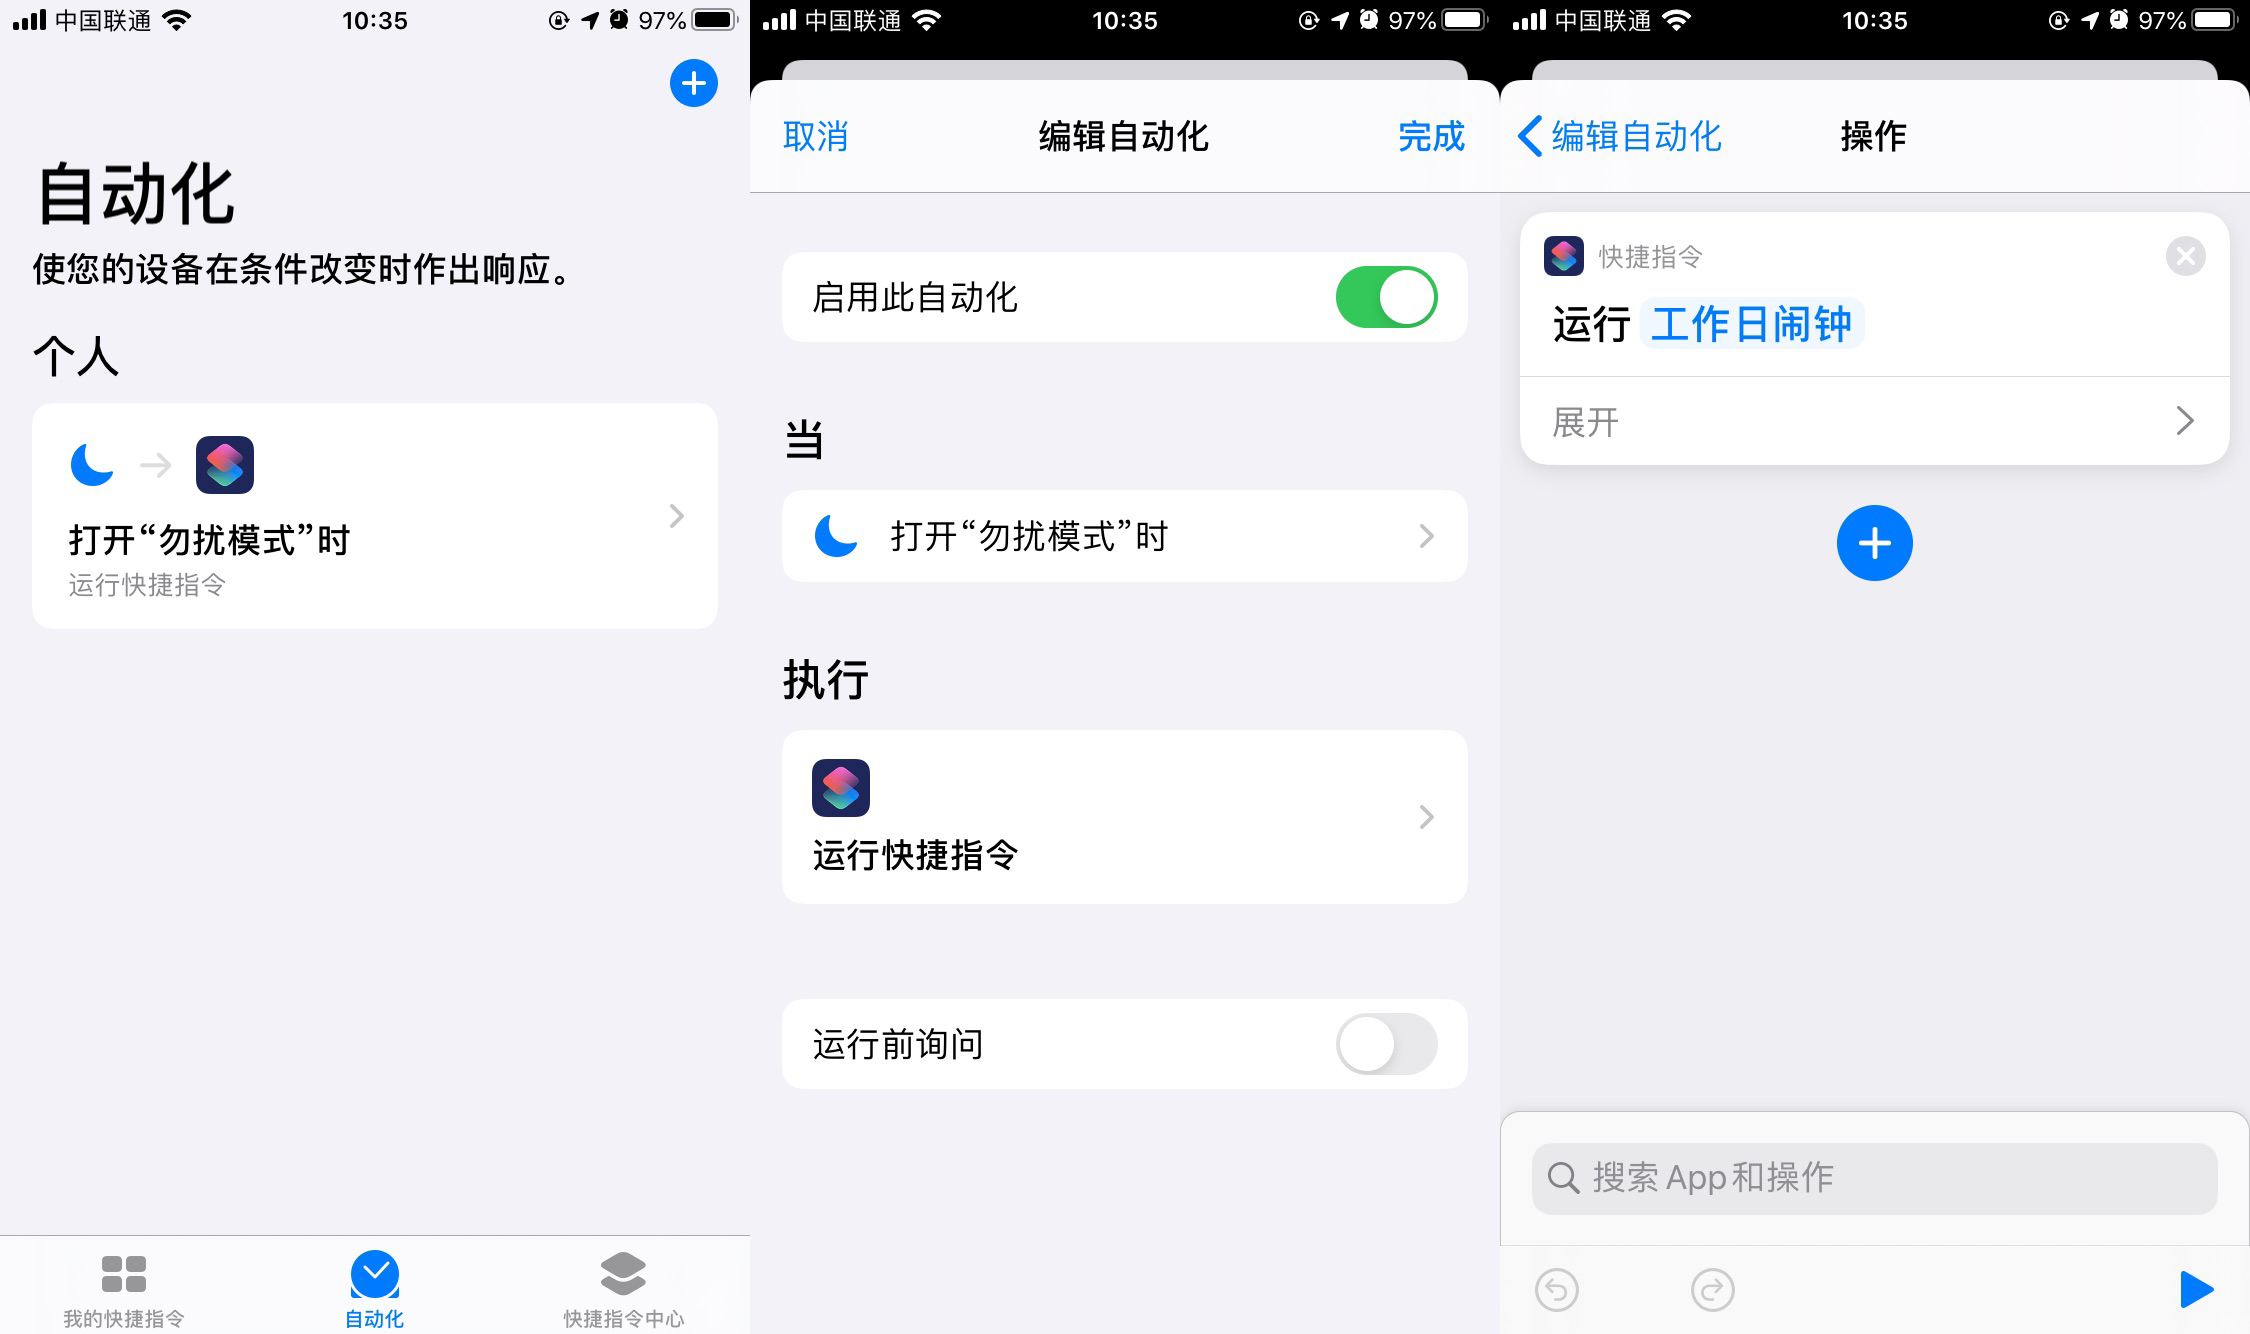 中国联通
10:35
97%
自动化
使您的设备在条件改变时作出响应。
个人
打开“勿扰模式”时
运行快捷指令
我的快捷指令
自动化
快捷指令中心
中国联通
10:35
97%
取消
编辑自动化
完成
启用此自动化
当
打开“勿扰模式”时
执行
运行快捷指令
运行前询问
中国联通
10:35
97%
编辑自动化
操作
快捷指令
运行 工作日闹钟
展开
搜索 App 和操作